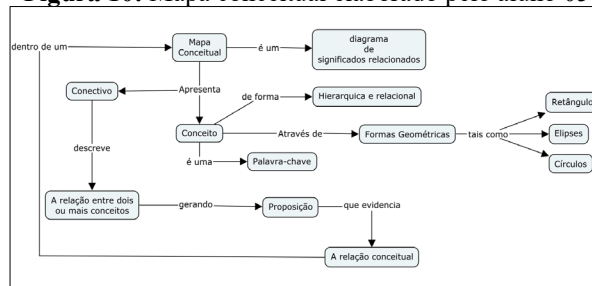 Figura 10: Mapa conceitual elaborado pelo aluno 03
dentro de um
Mapa
Conceitual
é um
diagrama
de
significados relacionados
Conectivo
Apresenta
de forma
Hierarquica e relacional
Retângulo
Conceito
Através de
Formas Geométricas
tais como
Elipses
descreve
é uma
Palavra-chave
Círculos
A relação entre dois
ou mais conceitos
gerando
Proposição
que evidencia
A relação conceitual